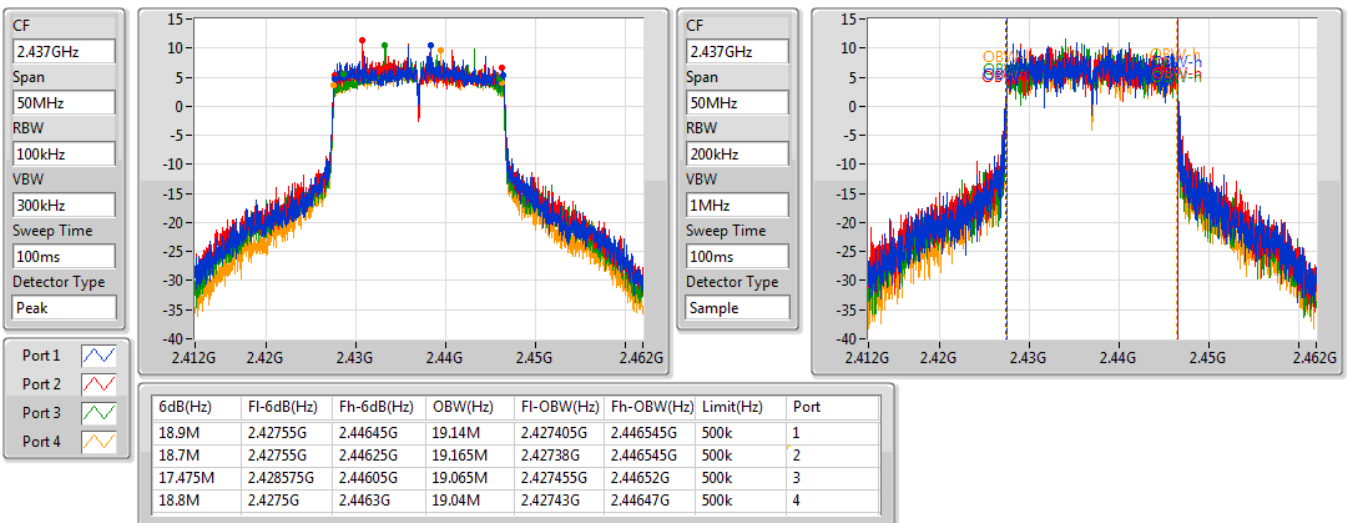 CF
2.437GHz
Span
50MHz
RBW
100kHz
VBW
300kHz
Sweep Time
100ms
Detector Type
Peak
15
10
5
0
-5
-10
-15
-20
-25
-30
-35
-40
2.412G 2.42G 2.43G 2.44G 2.45G 2.462G
CF
2.437GHz
Span
50MHz
RBW
200kHz
VBW
1MHz
Sweep Time
100ms
Detector Type
Sample
15
10
5
0
-5
-10
-15
-20
-25
-30
-35
-40
2.412G 2.42G 2.43G 2.44G 2.45G 2.462G
Port 1
Port 2
Port 3
Port 4
6dB(Hz) Fl-6dB(Hz) Fh-6dB(Hz) OBW(Hz) Fl-OBW(Hz) Fh-OBW(Hz) Limit(Hz) Port
18.9M 2.42755G 2.44645G 19.14M 2.427405G 2.446545G 500k 1
18.7M 2.42755G 2.44625G 19.165M 2.42738G 2.446545G 500k 2
17.475M 2.428575G 2.44605G 19.065M 2.427455G 2.44652G 500k 3
18.8M 2.4275G 2.4463G 19.04M 2.42743G 2.44647G 500k 4